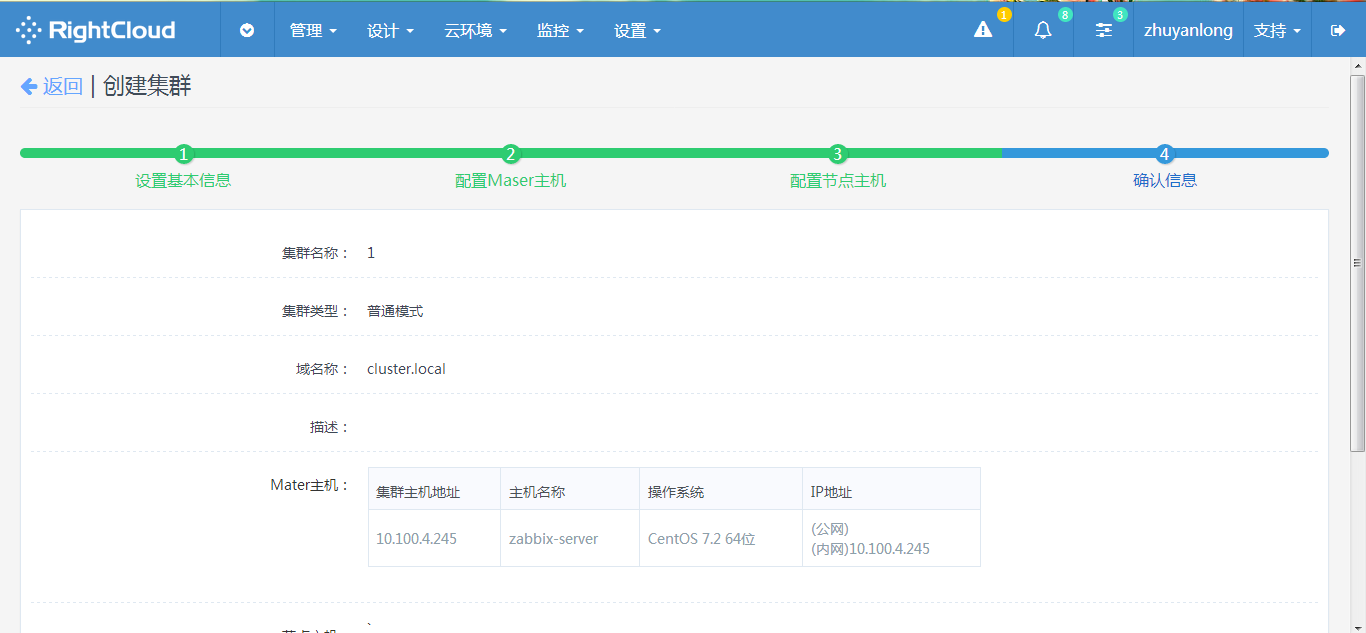 RightCloud 管理 设计 云环境 监控 设置 1 8 3 zhuyanlong 支持
返回 | 创建集群
1 2 3 4
设置基本信息 配置Maser主机 配置节点主机 确认信息
集群名称： 1
集群类型： 普通模式
域名称： cluster.local
描述：
Mater主机： 集群主机地址 主机名称 操作系统 IP地址
10.100.4.245 zabbix-server CentOS 7.2 64位 (公网)
(内网)10.100.4.245